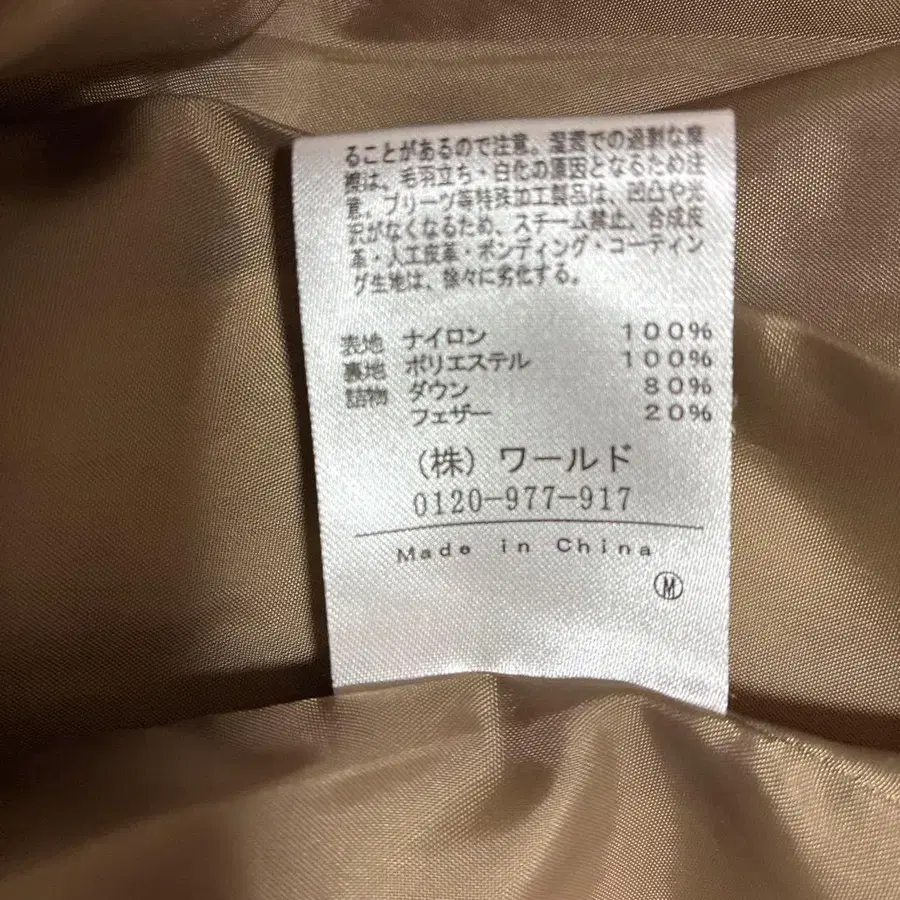 ることがあるので注意。湿潤での過剰な摩
擦は、毛羽立ち・白化の原因となるため注
意。プリーツ等特殊加工製品は、凹凸や光
沢がなくなるため、スチーム禁止。合成皮
革・人工皮革・ボンディング・コーティン
グ生地は、徐々に劣化する。
表地 ナイロン 100%
裏地 ポリエステル 100%
詰物 ダウン 80%
フェザー 20%
(株) ワールド
0120-977-917
Made in China
Ⓜ